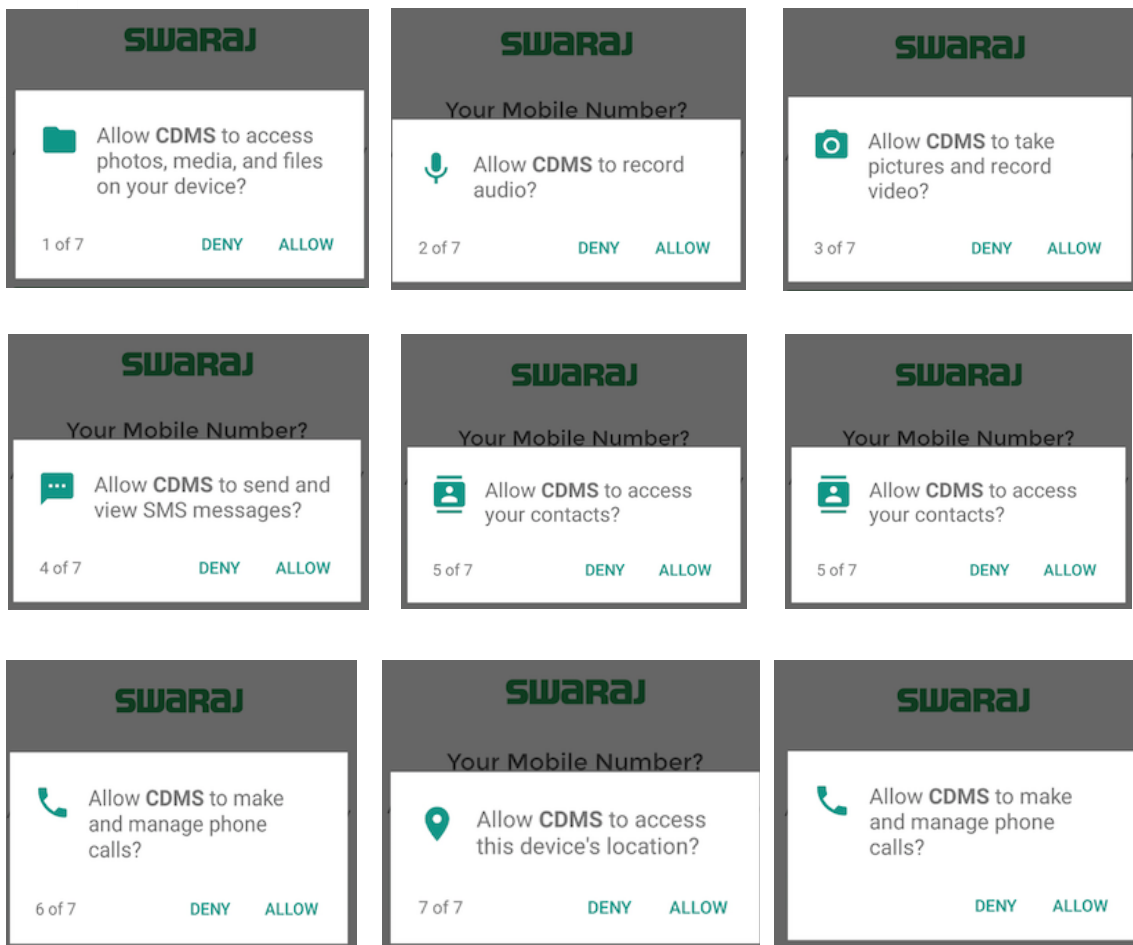 SWARAJ
Allow CDMS to access
photos, media, and files
on your device?
1 of 7 DENY ALLOW
SWARAJ
Your Mobile Number?
Allow CDMS to record
audio?
2 of 7 DENY ALLOW
SWARAJ
Allow CDMS to take
pictures and record
video?
3 of 7 DENY ALLOW
SWARAJ
Your Mobile Number?
Allow CDMS to send and
view SMS messages?
4 of 7 DENY ALLOW
SWARAJ
Your Mobile Number?
Allow CDMS to access
your contacts?
5 of 7 DENY ALLOW
SWARAJ
Your Mobile Number?
Allow CDMS to access
your contacts?
5 of 7 DENY ALLOW
SWARAJ
Allow CDMS to make
and manage phone
calls?
6 of 7 DENY ALLOW
SWARAJ
Your Mobile Number?
Allow CDMS to access
this device's location?
7 of 7 DENY ALLOW
SWARAJ
Allow CDMS to make
and manage phone
calls?
DENY ALLOW